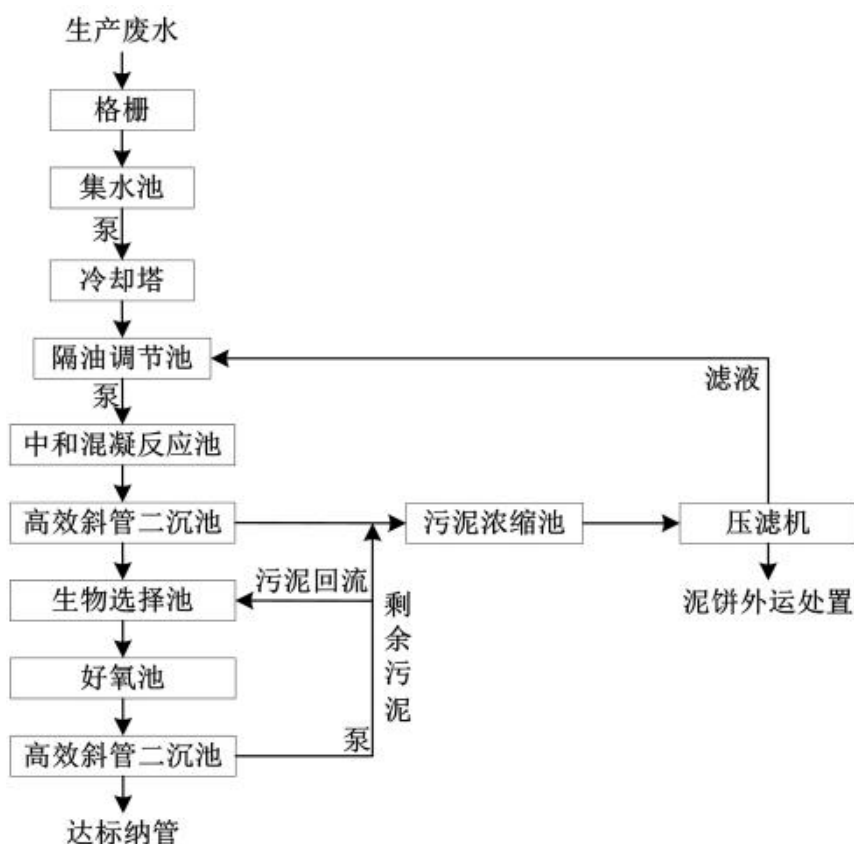 生产废水
格栅
集水池
泵
冷却塔
隔油调节池
滤液
泵
中和混凝反应池
高效斜管二沉池
污泥浓缩池
压滤机
污泥回流
生物选择池
剩余污泥
泥饼外运处置
好氧池
泵
高效斜管二沉池
达标纳管